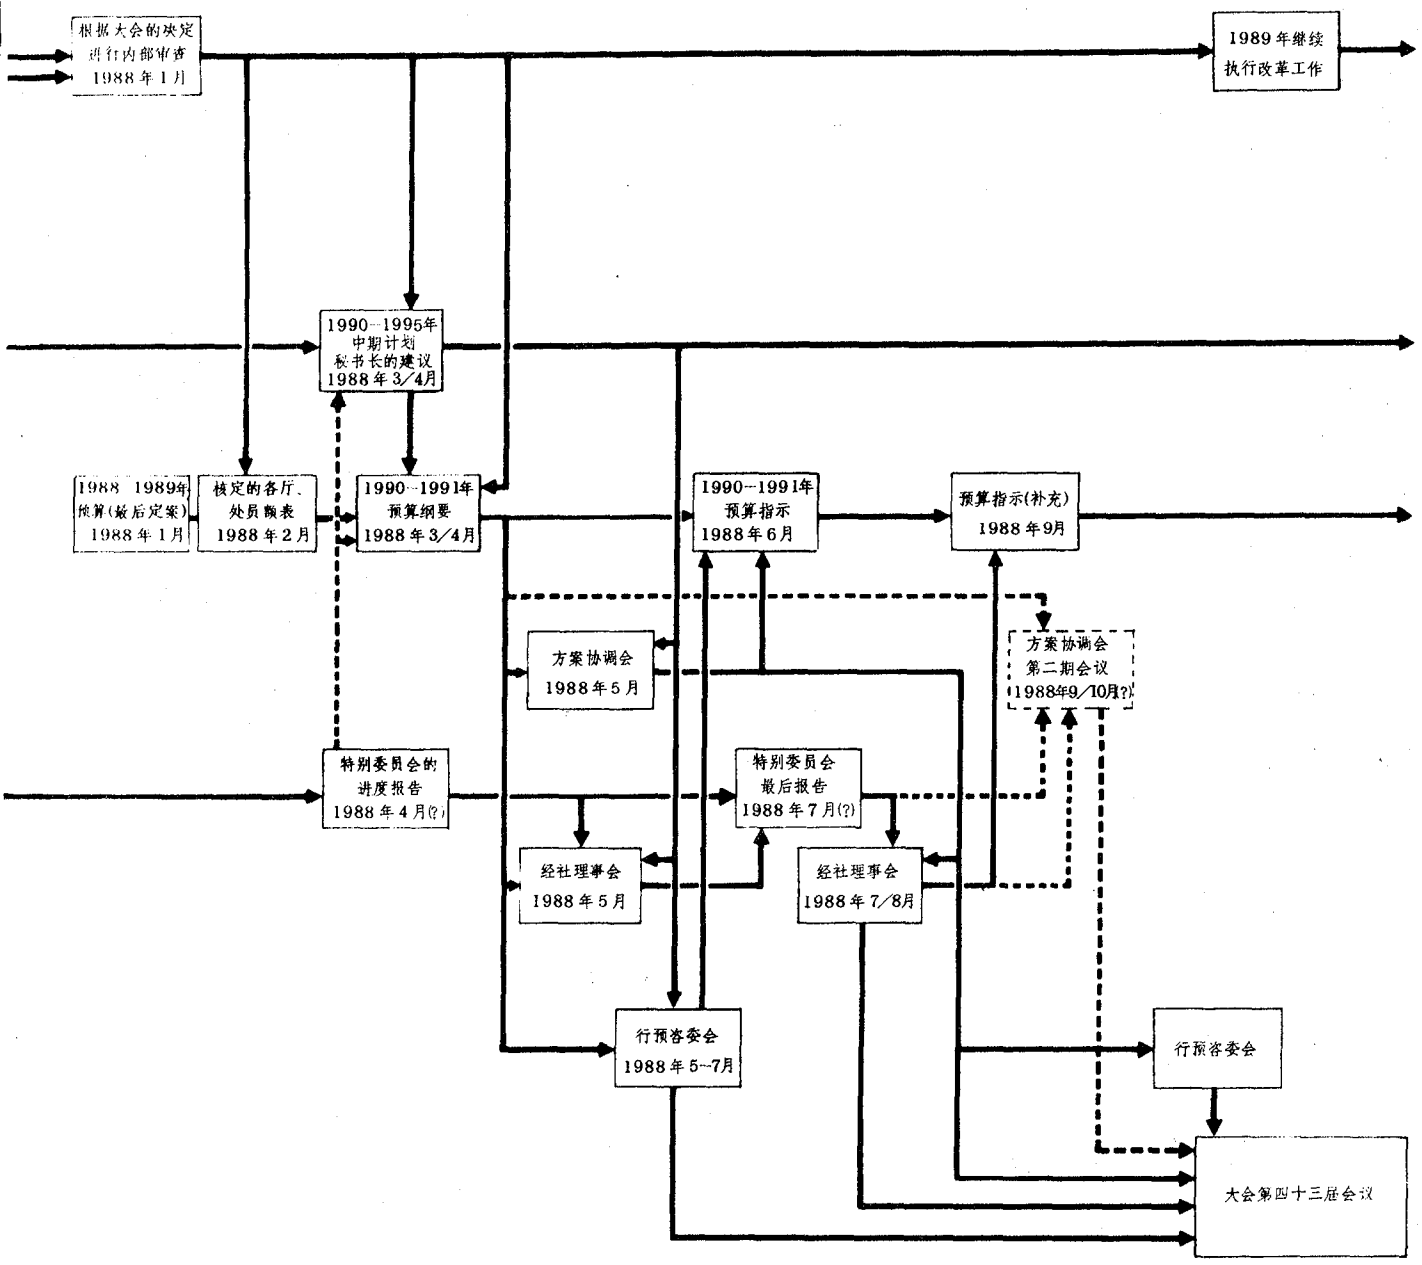 根据大会的决定
进行内部审查
1988年1月
1989年继续
执行改革工作
1990-1995年
中期计划
秘书长的建议
1988年3/4月
1988 1989年
预算(最后定案)
1988年1月
核定的各厅、
处员额表
1988年2月
1990-1991年
预算纲要
1988年3/4月
1990-1991年
预算指示
1988年6月
预算指示(补充)
1988年9月
方案协调会
1988年5月
方案协调会
第二期会议
1988年9/10月(?)
特别委员会的
进度报告
1988年4月(?)
特别委员会
最后报告
1988年7月(?)
经社理事会
1988年5月
经社理事会
1988年7/8月
行预咨委会
1988年5-7月
行预咨委会
大会第四十三届会议